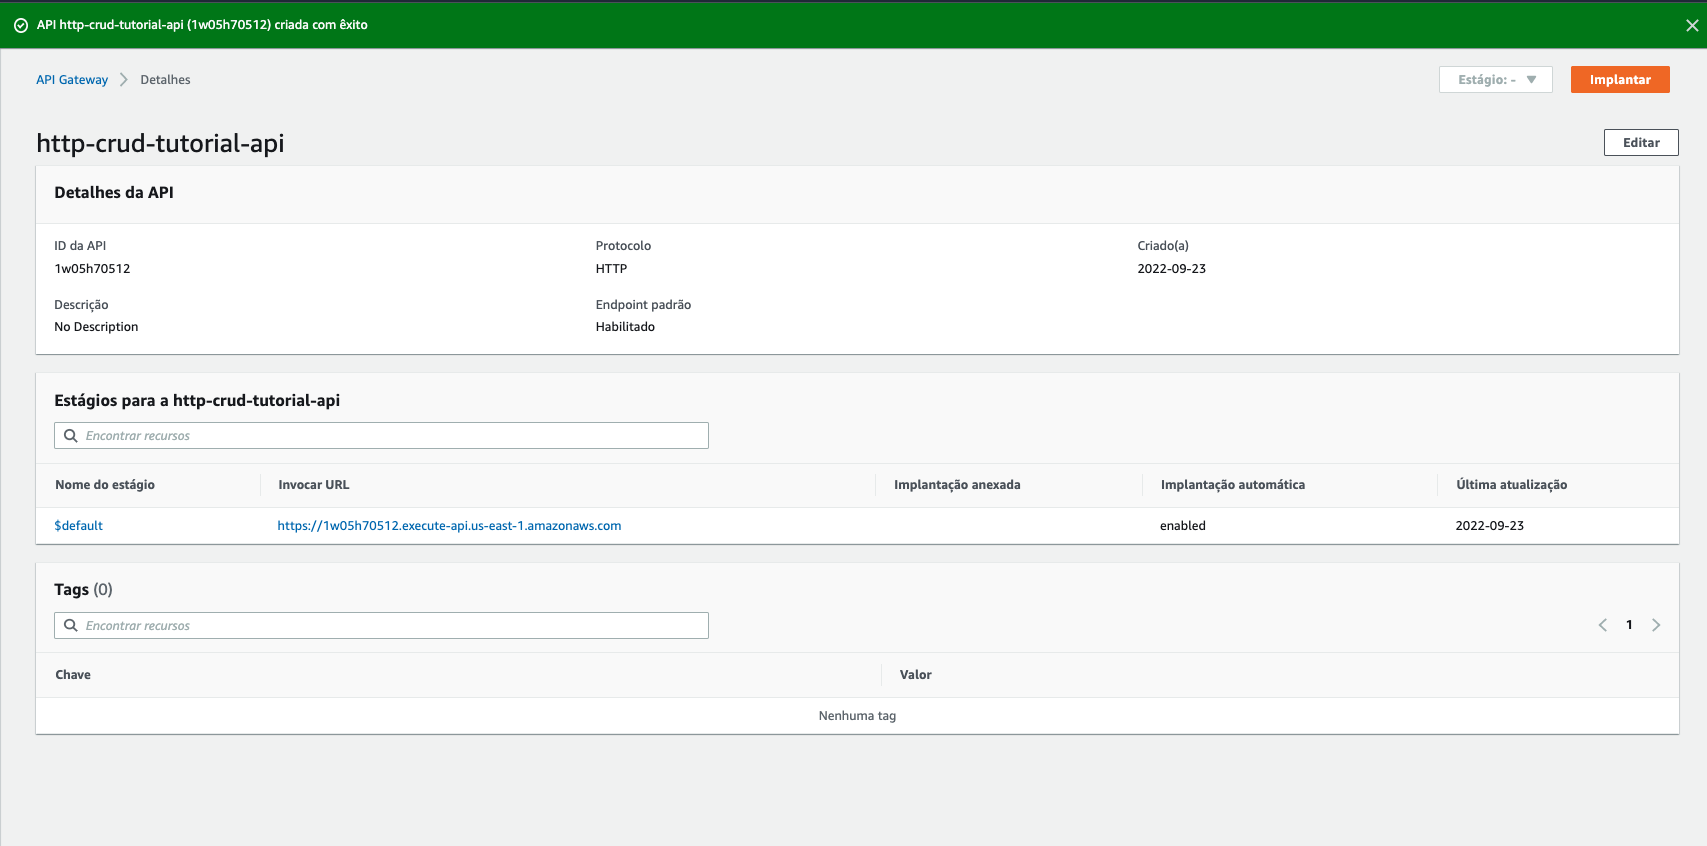 API http-crud-tutorial-api (1w05h70512) criada com êxito
API Gateway Detalhes
Estágio: - Implantar
http-crud-tutorial-api
Editar
Detalhes da API
ID da API Protocolo Criado(a)
1w05h70512 HTTP 2022-09-23
Descrição Endpoint padrão
No Description Habilitado
Estágios para a http-crud-tutorial-api
Encontrar recursos
Nome do estágio Invocar URL Implantação anexada Implantação automática Última atualização
$default https://1w05h70512.execute-api.us-east-1.amazonaws.com enabled 2022-09-23
Tags (0)
Encontrar recursos
1
Chave Valor
Nenhuma tag